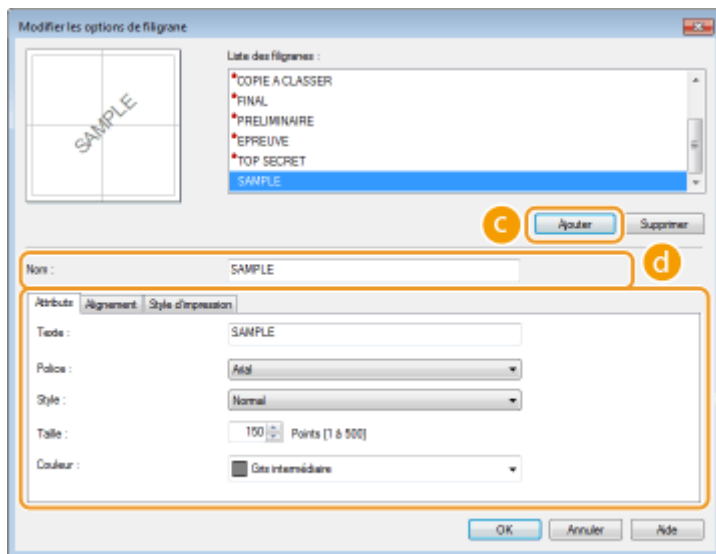 Modifier les options de filigrane
Liste des filigranes :
SAMPLE
*COPIE A CLASSER
*FINAL
*PRELIMINAIRE
*EPREUVE
*TOP SECRET
SAMPLE
C
Ajouter
Supprimer
d
Nom :
SAMPLE
Attributs
Alignement
Style d'impression
Texte :
SAMPLE
Police :
Arial
Style :
Normal
Taille :
150
Points [1 à 500]
Couleur :
Gris intermédiaire
OK
Annuler
Aide